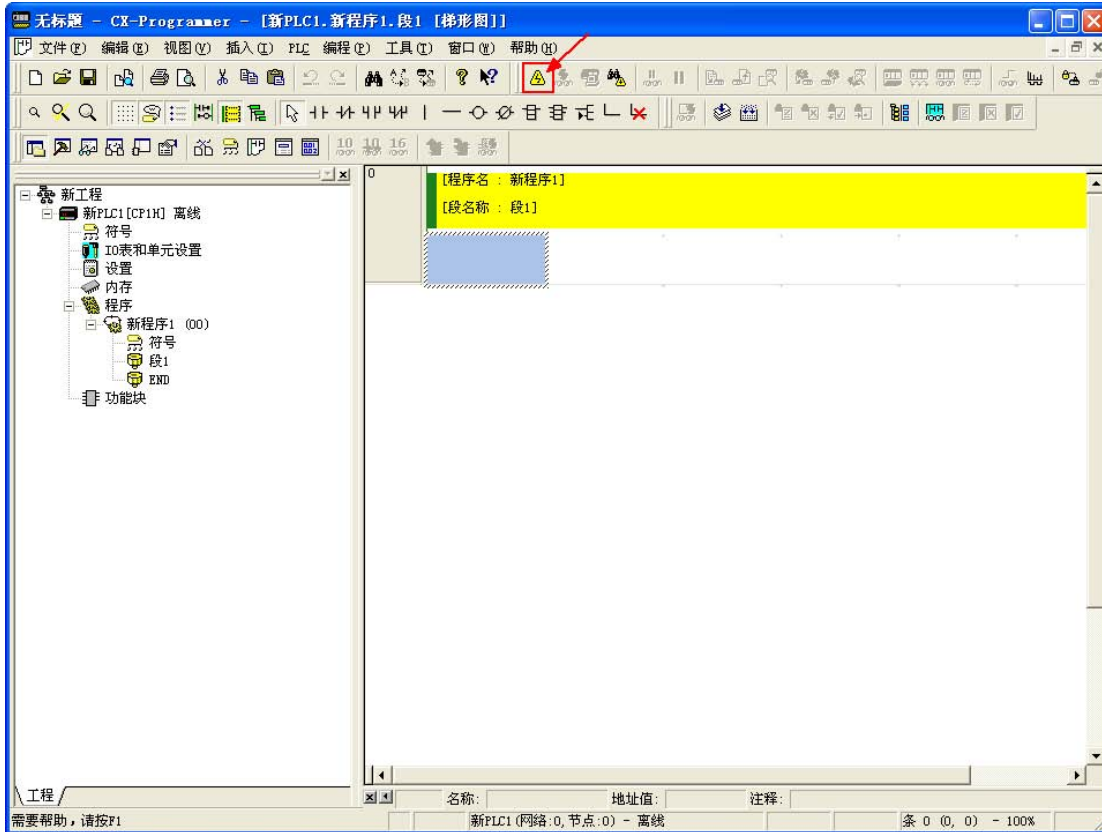 无标题 - CX-Programmer - [新PLC1.新程序1.段1 [梯形图]]
文件(F) 编辑(E) 视图(V) 插入(I) PLC 编程(P) 工具(T) 窗口(W) 帮助(H)
10 10 16
新工程
新PLC1[CP1H] 离线
符号
IO表和单元设置
设置
内存
程序
新程序1 (00)
符号
段1
END
功能块
工程
0
[程序名 : 新程序1]
[段名称 : 段1]
名称: 地址值: 注释:
需要帮助，请按F1
新PLC1(网络:0,节点:0) - 离线
条 0 (0, 0) - 100%